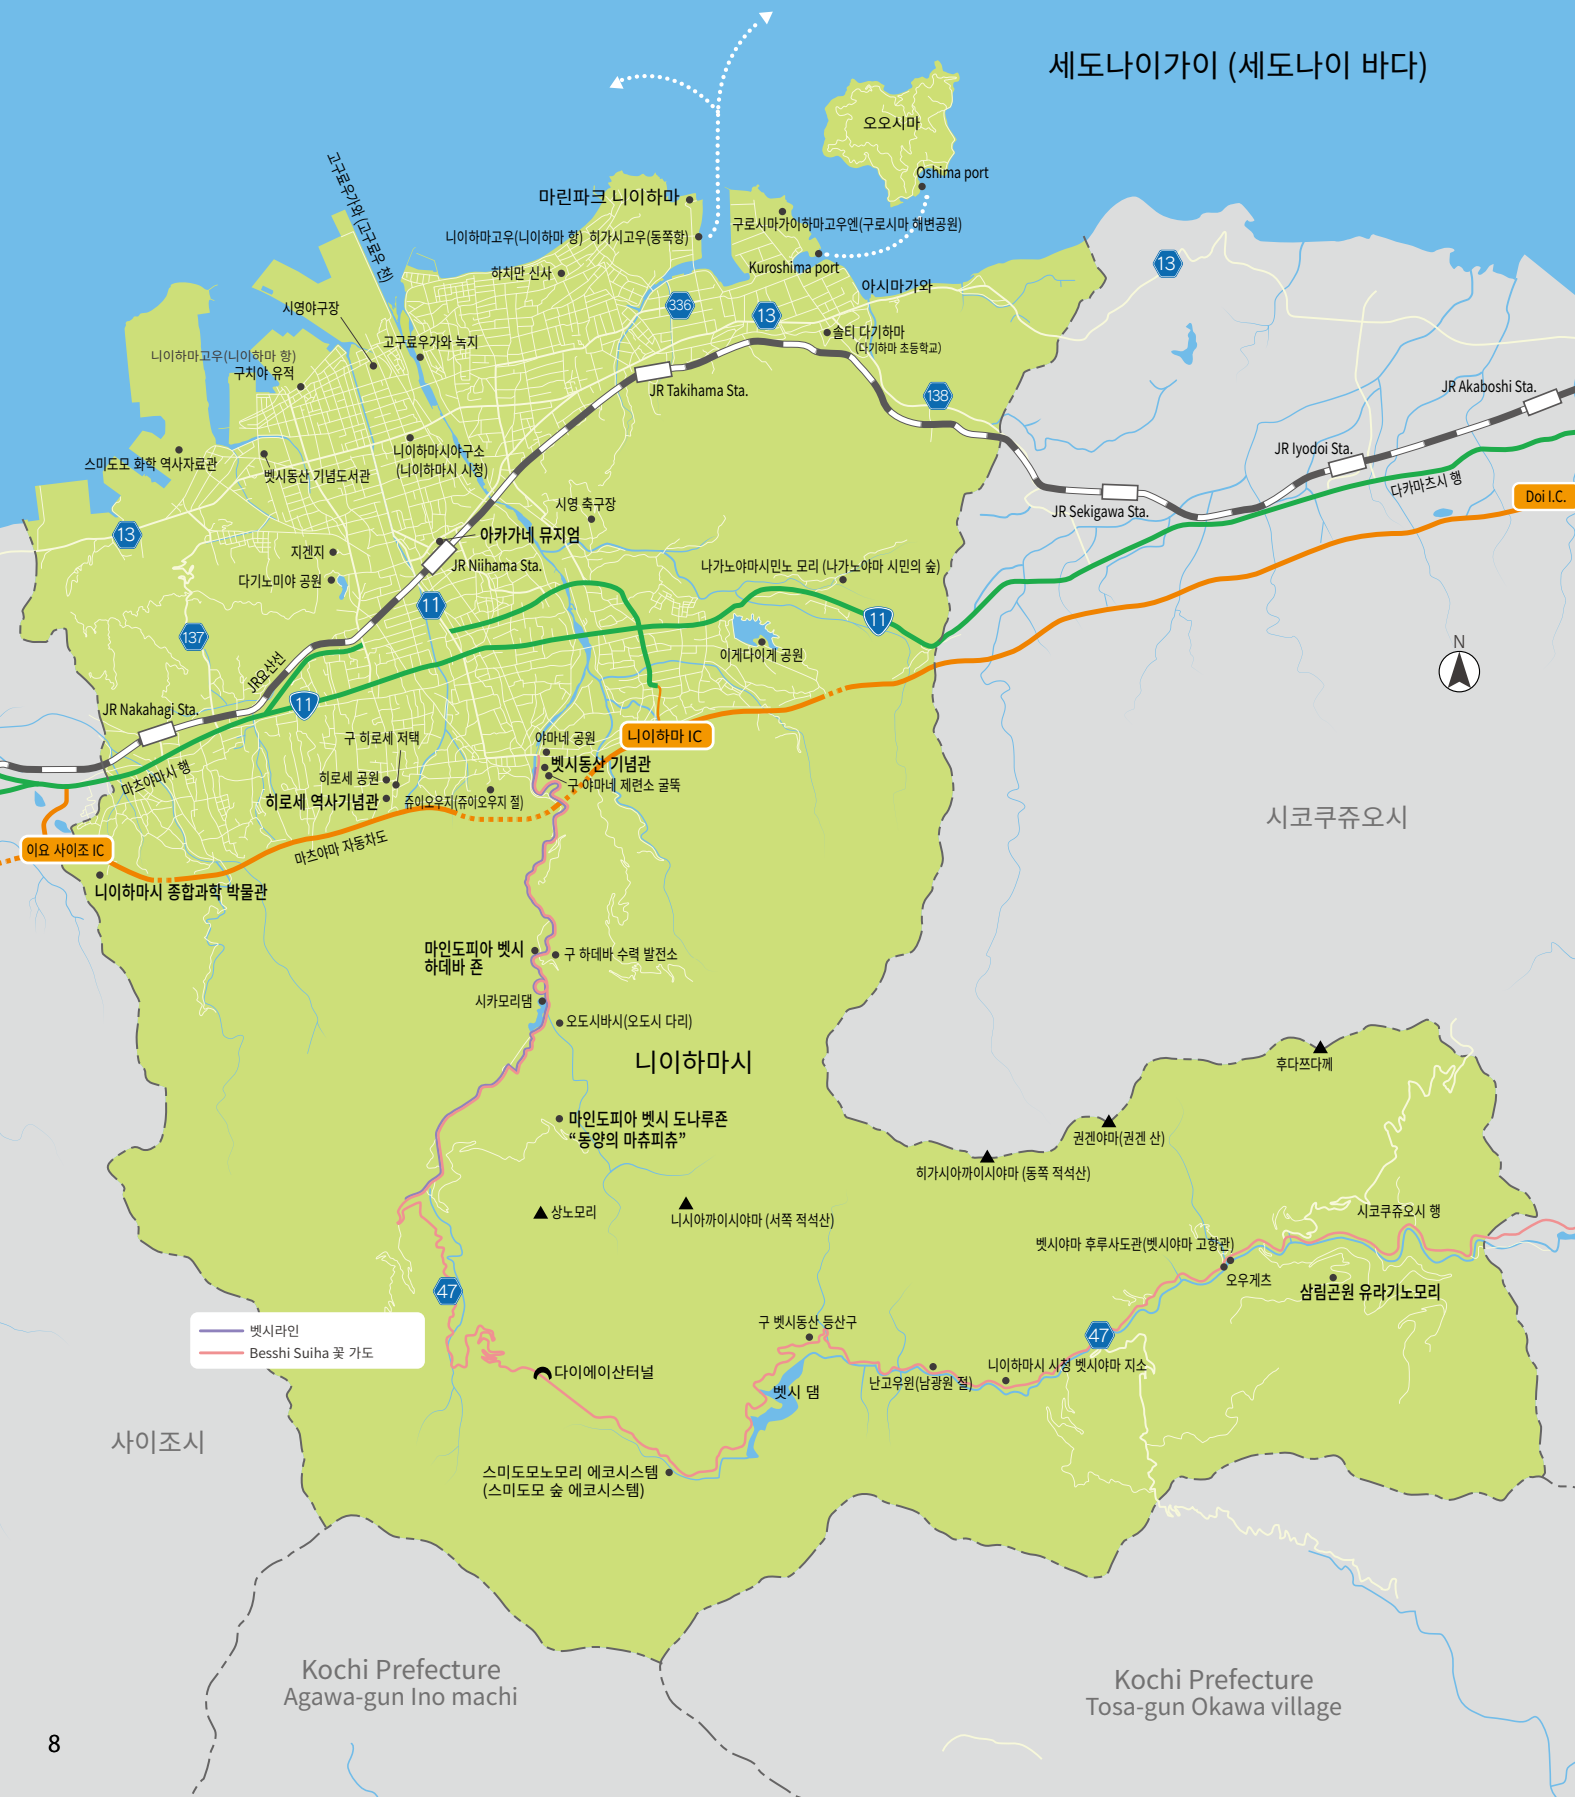 세도나이가이 (세도나이 바다)
오오시마
Oshima port
고구료우가와 (고구료우 천)
마린파크 니이하마
니이하마고우(니이하마 항) 히가시고우(동쪽항)
구로시마가이하마고우엔(구로시마 해변공원)
하치만 신사
Kuroshima port
아시마가와
13
시영야구장
336
13
솔티 다기하마
(다기하마 초등학교)
고구료우가와 녹지
니이하마고우(니이하마 항)
구치야 유적
JR Takihama Sta.
138
JR Akaboshi Sta.
니이하마시야구소
(니이하마시 시청)
JR Iyodoi Sta.
스미도모 화학 역사자료관
벳시동산 기념도서관
다카마츠시 행
Doi I.C.
시영 축구장
JR Sekigawa Sta.
13
아카가네 뮤지엄
지겐지
JR Niihama Sta.
나가노야마시민노 모리 (나가노야마 시민의 숲)
다기노미야 공원
11
11
137
이게다이게 공원
N
JR요산선
11
JR Nakahagi Sta.
구 히로세 저택
야마네 공원
니이하마 IC
벳시동산 기념관
마츠야마시 행
히로세 공원
구 야마네 제련소 굴뚝
히로세 역사기념관
쥬이오우지(쥬이오우지 절)
시코쿠쥬오시
마츠야마 자동차도
이요 사이조 IC
니이하마시 종합과학 박물관
마인도피아 벳시
하데바 죤
구 하데바 수력 발전소
시카모리댐
오도시바시(오도시 다리)
니이하마시
후다쯔다께
마인도피아 벳시 도나루죤
“동양의 마츄피츄”
권겐야마(권겐 산)
히가시아까이시야마 (동쪽 적석산)
상노모리
니시아까이시야마 (서쪽 적석산)
시코쿠쥬오시 행
벳시야마 후루사도관(벳시야마 고향관)
오우게츠
삼림곤원 유라기노모리
47
벳시라인
Besshi Suiha 꽃 가도
구 벳시동산 등산구
47
다이에이산터널
니이하마시 시청 벳시야마 지소
난고우윈(남광원 절)
벳시 댐
사이조시
스미도모노모리 에코시스템
(스미도모 숲 에코시스템)
Kochi Prefecture
Agawa-gun Ino machi
Kochi Prefecture
Tosa-gun Okawa village
8